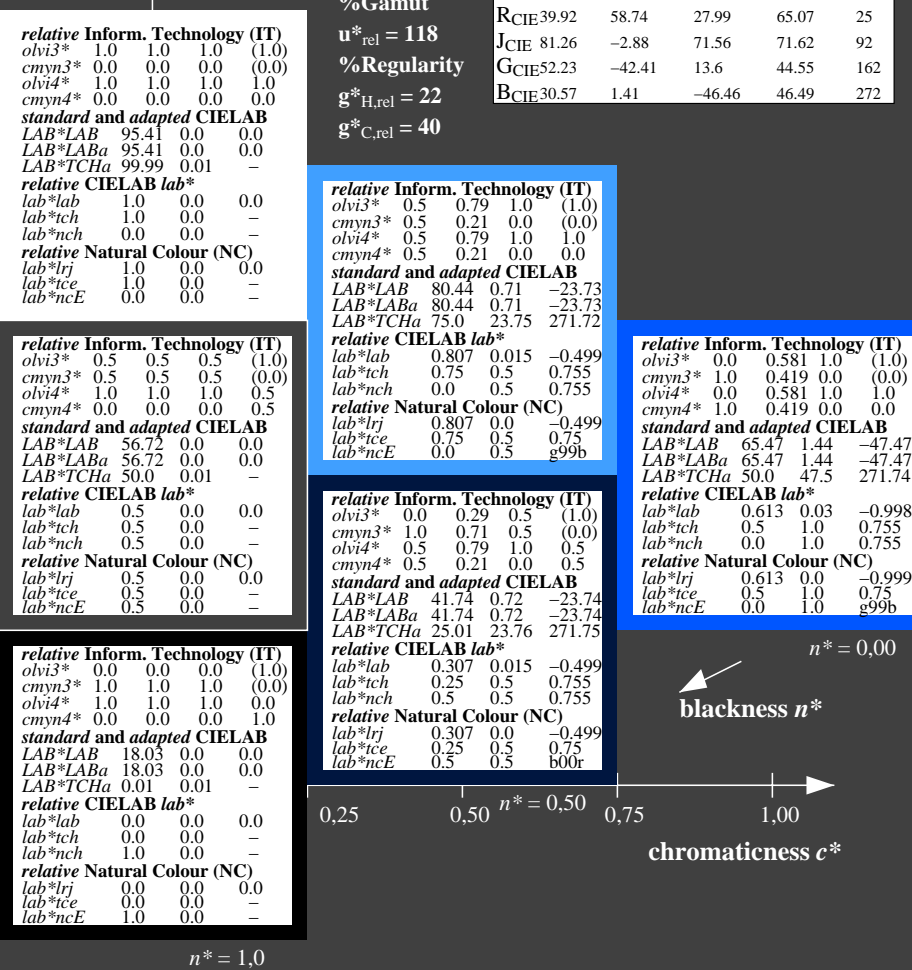 %Gamut
u*rel = 118
%Regularity
g*H,rel = 22
g*C,rel = 40
RCIE 39.92 58.74 27.99 65.07 25
JCIE 81.26 −2.88 71.56 71.62 92
GCIE 52.23 −42.41 13.6 44.55 162
BCIE 30.57 1.41 −46.46 46.49 272
relative Inform. Technology (IT)
olvi3* 1.0 1.0 1.0 (1.0)
cmyn3* 0.0 0.0 0.0 (0.0)
olvi4* 1.0 1.0 1.0 1.0
cmyn4* 0.0 0.0 0.0 0.0
standard and adapted CIELAB
LAB*LAB 95.41 0.0 0.0
LAB*LABa 95.41 0.0 0.0
LAB*TCHa 99.99 0.01 –
relative CIELAB lab*
lab*lab 1.0 0.0 0.0
lab*tch 1.0 0.0 –
lab*nch 0.0 0.0 –
relative Natural Colour (NC)
lab*lrj 1.0 0.0 0.0
lab*tce 1.0 0.0 –
lab*ncE 0.0 0.0 –
relative Inform. Technology (IT)
olvi3* 0.5 0.79 1.0 (1.0)
cmyn3* 0.5 0.21 0.0 (0.0)
olvi4* 0.5 0.79 1.0 1.0
cmyn4* 0.5 0.21 0.0 0.0
standard and adapted CIELAB
LAB*LAB 80.44 0.71 −23.73
LAB*LABa 80.44 0.71 −23.73
LAB*TCHa 75.0 23.75 271.72
relative CIELAB lab*
lab*lab 0.807 0.015 −0.499
lab*tch 0.75 0.5 0.755
lab*nch 0.0 0.5 0.755
relative Natural Colour (NC)
lab*lrj 0.807 0.0 −0.499
lab*tce 0.75 0.5 0.75
lab*ncE 0.0 0.5 g99b
relative Inform. Technology (IT)
olvi3* 0.5 0.5 0.5 (1.0)
cmyn3* 0.5 0.5 0.5 (0.0)
olvi4* 1.0 1.0 1.0 0.5
cmyn4* 0.0 0.0 0.0 0.5
standard and adapted CIELAB
LAB*LAB 56.72 0.0 0.0
LAB*LABa 56.72 0.0 0.0
LAB*TCHa 50.0 0.01 –
relative CIELAB lab*
lab*lab 0.5 0.0 0.0
lab*tch 0.5 0.0 –
lab*nch 0.5 0.0 –
relative Natural Colour (NC)
lab*lrj 0.5 0.0 0.0
lab*tce 0.5 0.0 –
lab*ncE 0.5 0.0 –
relative Inform. Technology (IT)
olvi3* 0.0 0.581 1.0 (1.0)
cmyn3* 1.0 0.419 0.0 (0.0)
olvi4* 0.0 0.581 1.0 1.0
cmyn4* 1.0 0.419 0.0 0.0
standard and adapted CIELAB
LAB*LAB 65.47 1.44 −47.47
LAB*LABa 65.47 1.44 −47.47
LAB*TCHa 50.0 47.5 271.74
relative CIELAB lab*
lab*lab 0.613 0.03 −0.998
lab*tch 0.5 1.0 0.755
lab*nch 0.0 1.0 0.755
relative Natural Colour (NC)
lab*lrj 0.613 0.0 −0.999
lab*tce 0.5 1.0 0.75
lab*ncE 0.0 1.0 g99b
relative Inform. Technology (IT)
olvi3* 0.0 0.29 0.5 (1.0)
cmyn3* 1.0 0.71 0.5 (0.0)
olvi4* 0.5 0.79 1.0 0.5
cmyn4* 0.5 0.21 0.0 0.5
standard and adapted CIELAB
LAB*LAB 41.74 0.72 −23.74
LAB*LABa 41.74 0.72 −23.74
LAB*TCHa 25.01 23.76 271.75
relative CIELAB lab*
lab*lab 0.307 0.015 −0.499
lab*tch 0.25 0.5 0.755
lab*nch 0.5 0.5 0.755
relative Natural Colour (NC)
lab*lrj 0.307 0.0 −0.499
lab*tce 0.25 0.5 0.75
lab*ncE 0.5 0.5 b00r
relative Inform. Technology (IT)
olvi3* 0.0 0.0 0.0 (1.0)
cmyn3* 1.0 1.0 1.0 (0.0)
olvi4* 1.0 1.0 1.0 0.0
cmyn4* 0.0 0.0 0.0 1.0
standard and adapted CIELAB
LAB*LAB 18.03 0.0 0.0
LAB*LABa 18.03 0.0 0.0
LAB*TCHa 0.01 0.01 –
relative CIELAB lab*
lab*lab 0.0 0.0 0.0
lab*tch 0.0 0.0 –
lab*nch 1.0 0.0 –
relative Natural Colour (NC)
lab*lrj 0.0 0.0 0.0
lab*tce 0.0 0.0 –
lab*ncE 1.0 0.0 –
n* = 0,00
blackness n*
n* = 0,50
0,25 0,50 0,75 1,00
chromaticness c*
n* = 1,0